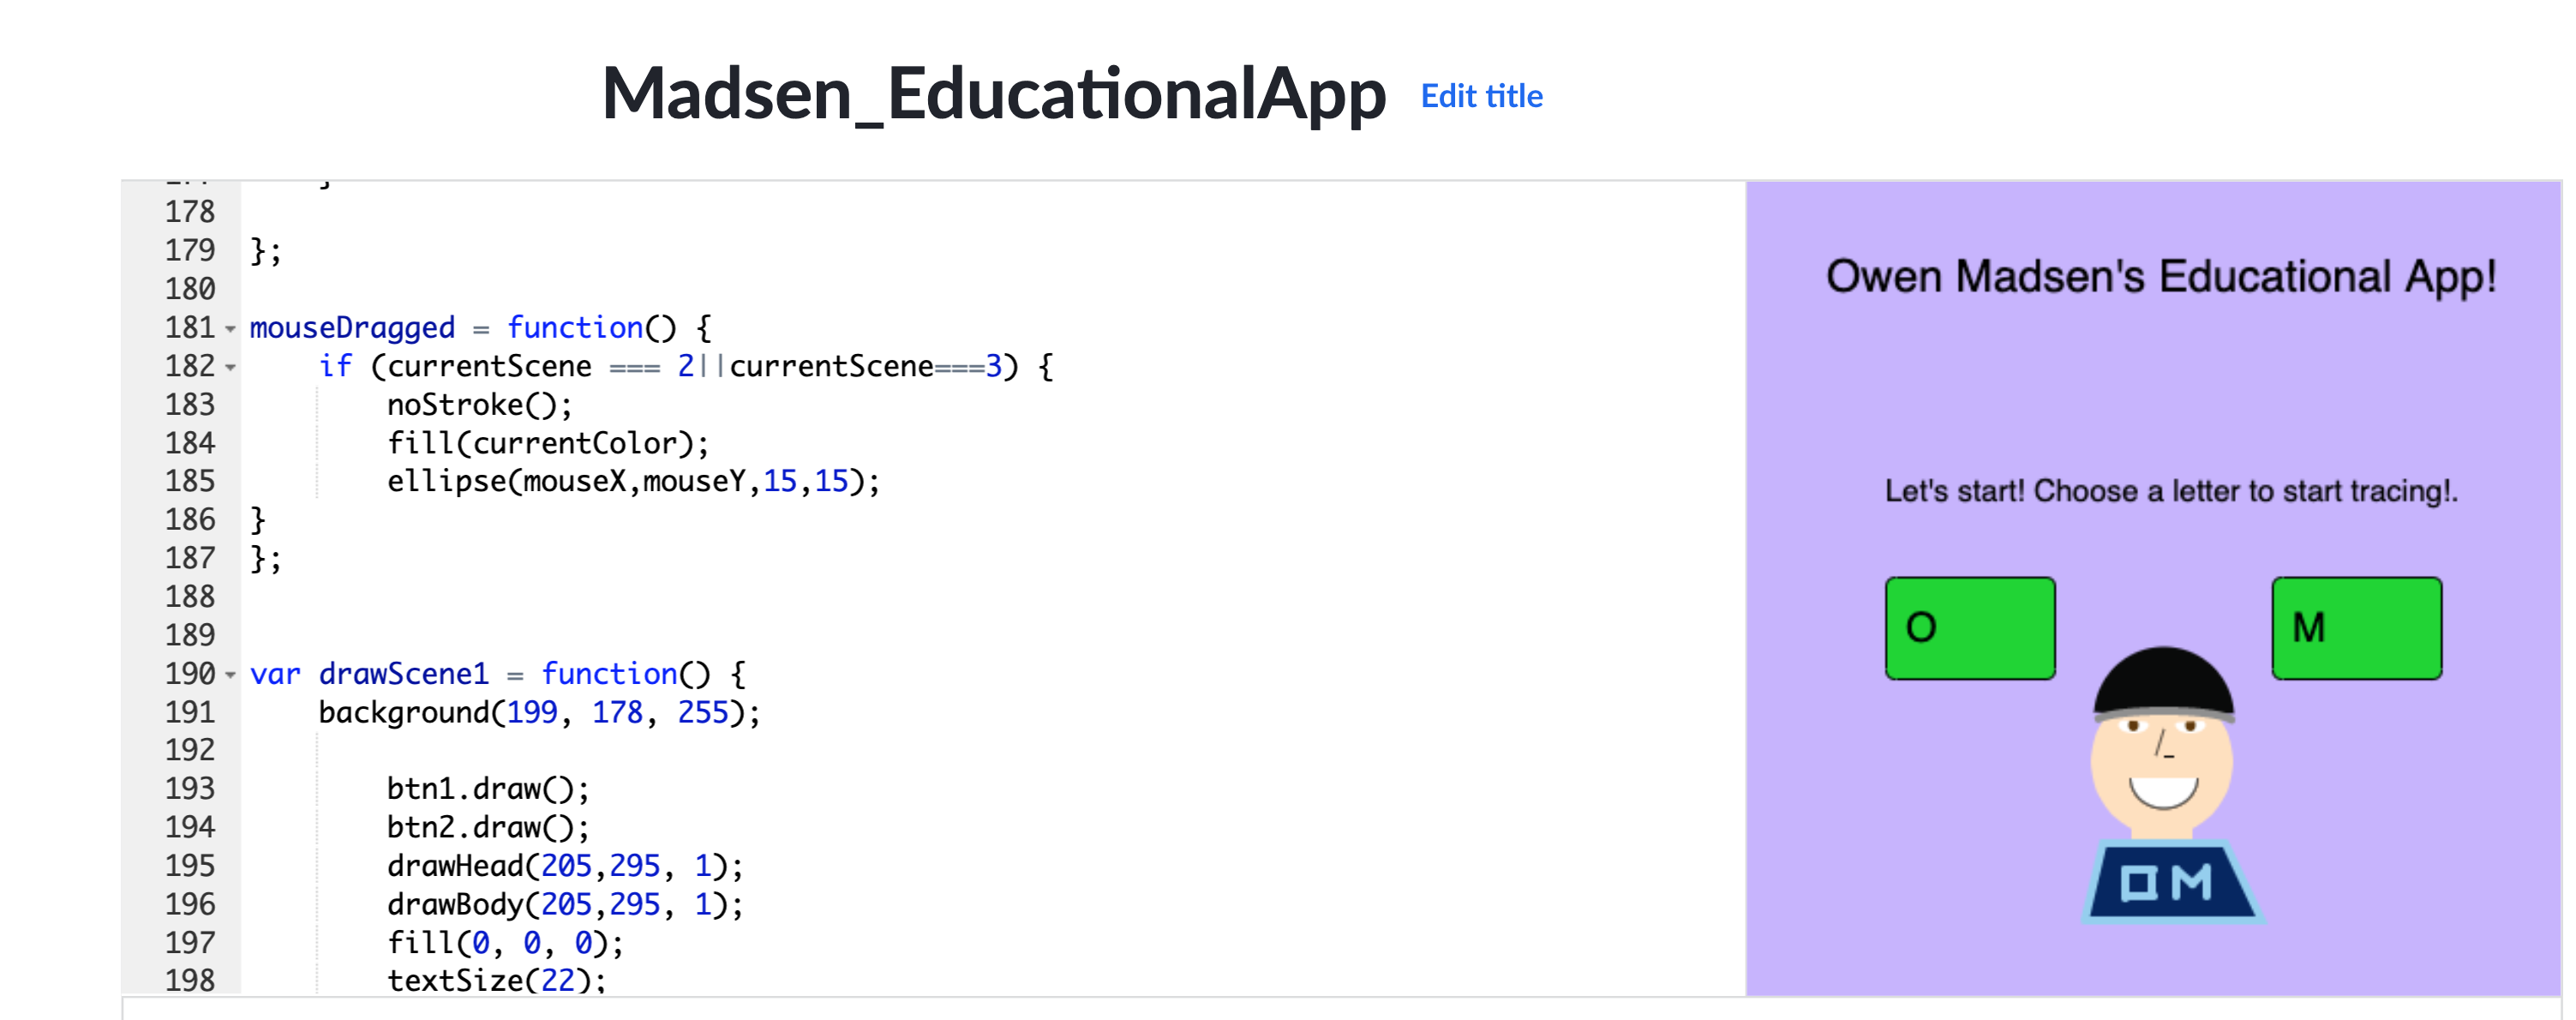 Madsen_EducationalApp Edit title
178
179 };
180
181 mouseDragged = function() {
182 if (currentScene === 2||currentScene===3) {
183 noStroke();
184 fill(currentColor);
185 ellipse(mouseX,mouseY,15,15);
186 }
187 };
188
189
190 var drawScene1 = function() {
191 background(199, 178, 255);
192
193 btn1.draw();
194 btn2.draw();
195 drawHead(205,295, 1);
196 drawBody(205,295, 1);
197 fill(0, 0, 0);
198 textSize(22);
Owen Madsen's Educational App!
Let's start! Choose a letter to start tracing!.
O M
OM